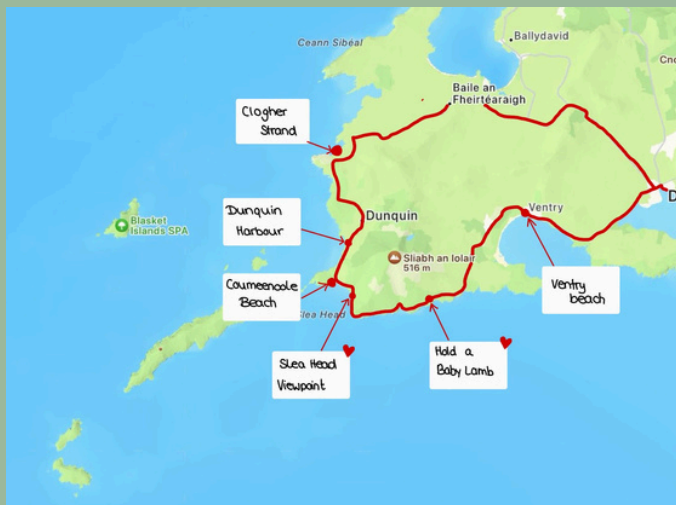 Ceann Sibéal
Ballydavid
Cno
Baile an
Fheirtéaraigh
Clogher
Strand
Dunquin
Harbour
Dunquin
Ventry
D
Blasket
Islands SPA
Sliabh an Iolair
516 m
Coumeenoole
Beach
Slea Head
Ventry
beach
Slea Head
Viewpoint
Hold a
Baby Lamb